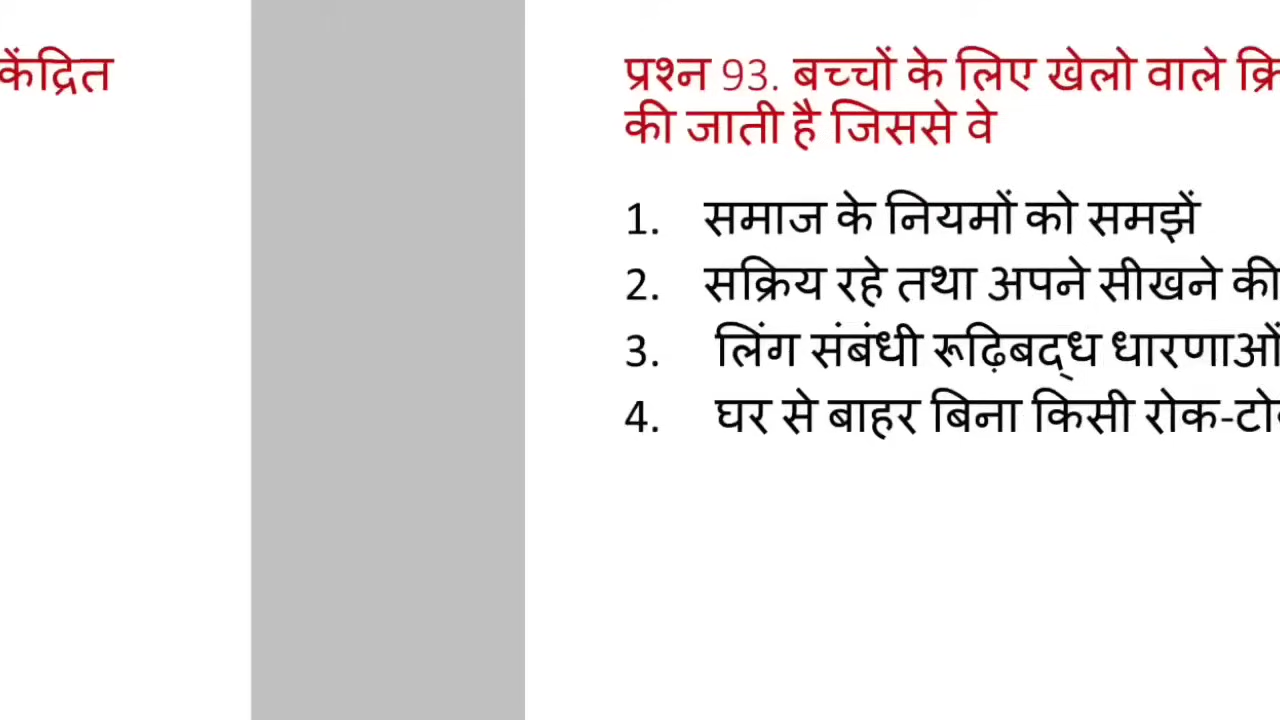 केंद्रित
प्रश्न 93. बच्चों के लिए खेलो वाले
की जाती है जिससे वे
1. समाज के नियमों को समझें
2. सक्रिय रहे तथा अपने सीखने की
3. लिंग संबंधी रूढ़िबद्ध धारणाओं
4. घर से बाहर बिना किसी